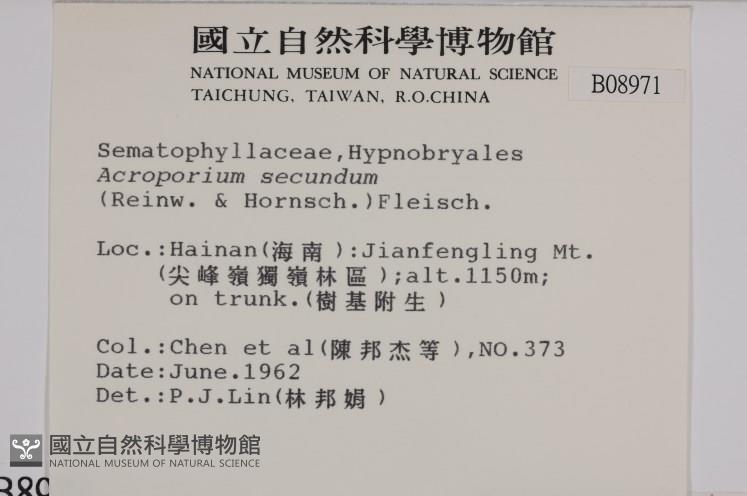 國立自然科學博物館
NATIONAL MUSEUM OF NATURAL SCIENCE
TAICHUNG, TAIWAN, R.O.CHINA
B08971
Sematophyllaceae,Hypnobryales
Acroporium secundum
(Reinw. & Hornsch.)Fleisch.
Loc.:Hainan(海南):Jianfengling Mt.
(尖峰嶺獨嶺林區);alt.1150m;
on trunk.(樹基附生)
Col.:Chen et al(陳邦杰等),NO.373
Date:June.1962
Det.:P.J.Lin(林邦娟)
國立自然科學博物館
NATIONAL MUSEUM OF NATURAL SCIENCE